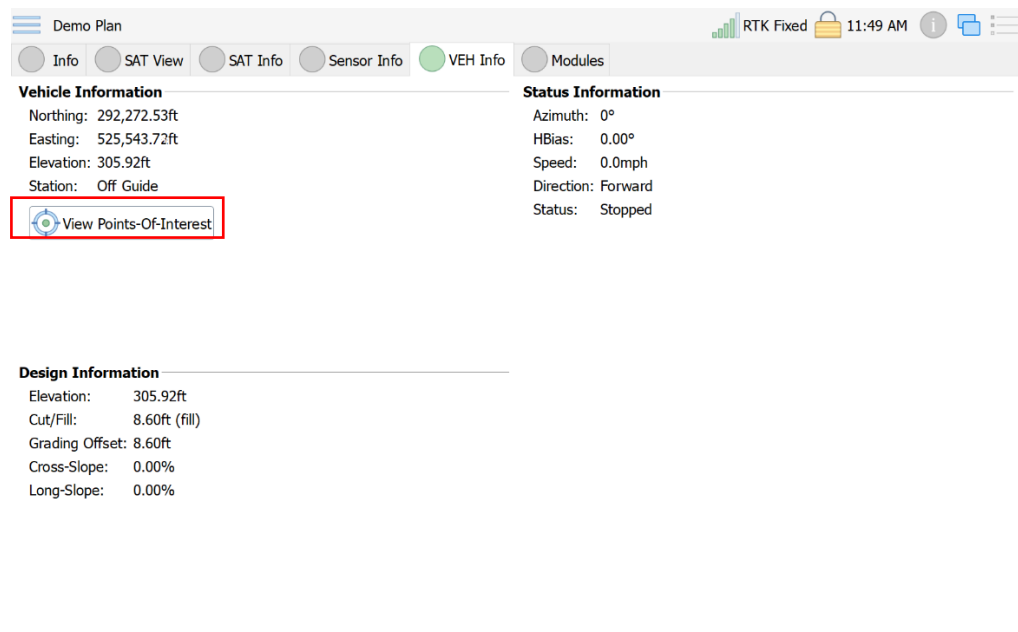 Demo Plan RTK Fixed 11:49 AM
Info SAT View SAT Info Sensor Info VEH Info Modules
Vehicle Information
Northing: 292,272.53ft
Easting: 525,543.72ft
Elevation: 305.92ft
Station: Off Guide
View Points-Of-Interest
Status Information
Azimuth: 0°
HBias: 0.00°
Speed: 0.0mph
Direction: Forward
Status: Stopped
Design Information
Elevation: 305.92ft
Cut/Fill: 8.60ft (fill)
Grading Offset: 8.60ft
Cross-Slope: 0.00%
Long-Slope: 0.00%